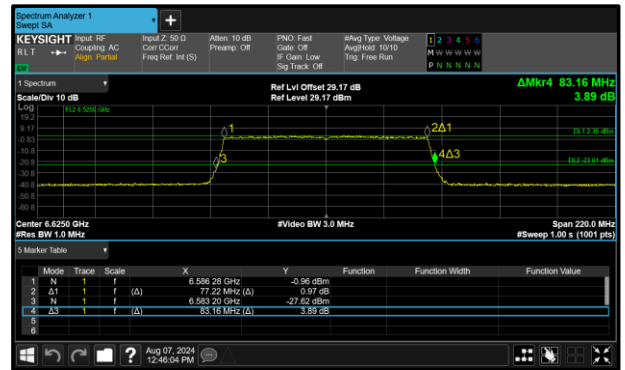 Spectrum Analyzer 1
Swept SA
+
KEYSIGHT Input: RF Input Z: 50 Ω Atten: 10 dB PNO: Fast #Avg Type: Voltage 1 2 3 4 5 6
RLT Coupling: AC Corr CCorr Preamp: Off Gate: Off Avg|Hold: 10/10 M W W W W W
Align: Partial Freq Ref: Int (S) IF Gain: Low Trig: Free Run P N N N N N
Sig Track: Off
1 Spectrum Ref Lvl Offset 29.17 dB ΔMkr4 83.16 MHz
Scale/Div 10 dB Ref Level 29.17 dBm 3.89 dB
Log
19.2
9.17
-0.83
-10.8
-20.8
-30.8
-40.8
-50.8
-60.8
1
2Δ1
3
4Δ3
DL1 2.39 dBm
DL2 -23.61 dBm
Center 6.6250 GHz #Video BW 3.0 MHz Span 220.0 MHz
#Res BW 1.0 MHz #Sweep 1.00 s (1001 pts)
5 Marker Table
Mode Trace Scale X Y Function Function Width Function Value
1 N 1 f 6.586 28 GHz -0.96 dBm
2 Δ1 1 f (Δ) 77.22 MHz (Δ) 0.97 dB
3 N 1 f 6.583 20 GHz -27.62 dBm
4 Δ3 1 f (Δ) 83.16 MHz (Δ) 3.89 dB
5
6
? Aug 07, 2024
12:46:04 PM